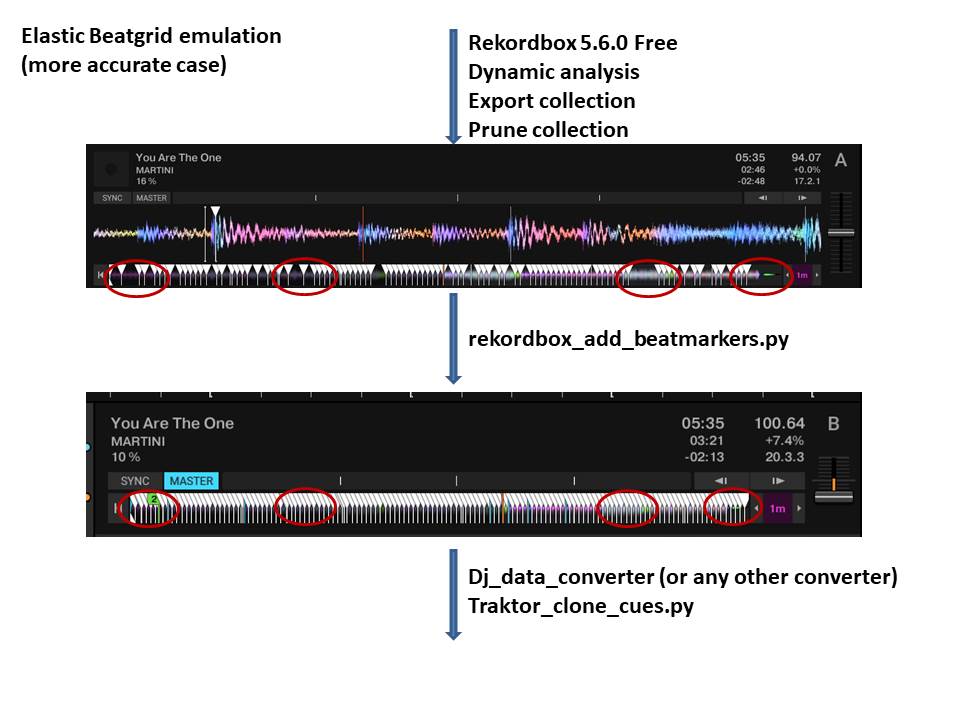 Elastic Beatgrid emulation
(more accurate case)
Rekordbox 5.6.0 Free
Dynamic analysis
Export collection
Prune collection
You Are The One
MARTINI
16 %
05:35 94.07
02:46 +0.0%
-02:48 17.2.1
A
SYNC MASTER
1m
rekordbox_add_beatmarkers.py
You Are The One
MARTINI
10 %
05:35 100.64
03:21 +7.4%
-02:13 20.3.3
B
SYNC MASTER
2
1m
Dj_data_converter (or any other converter)
Traktor_clone_cues.py